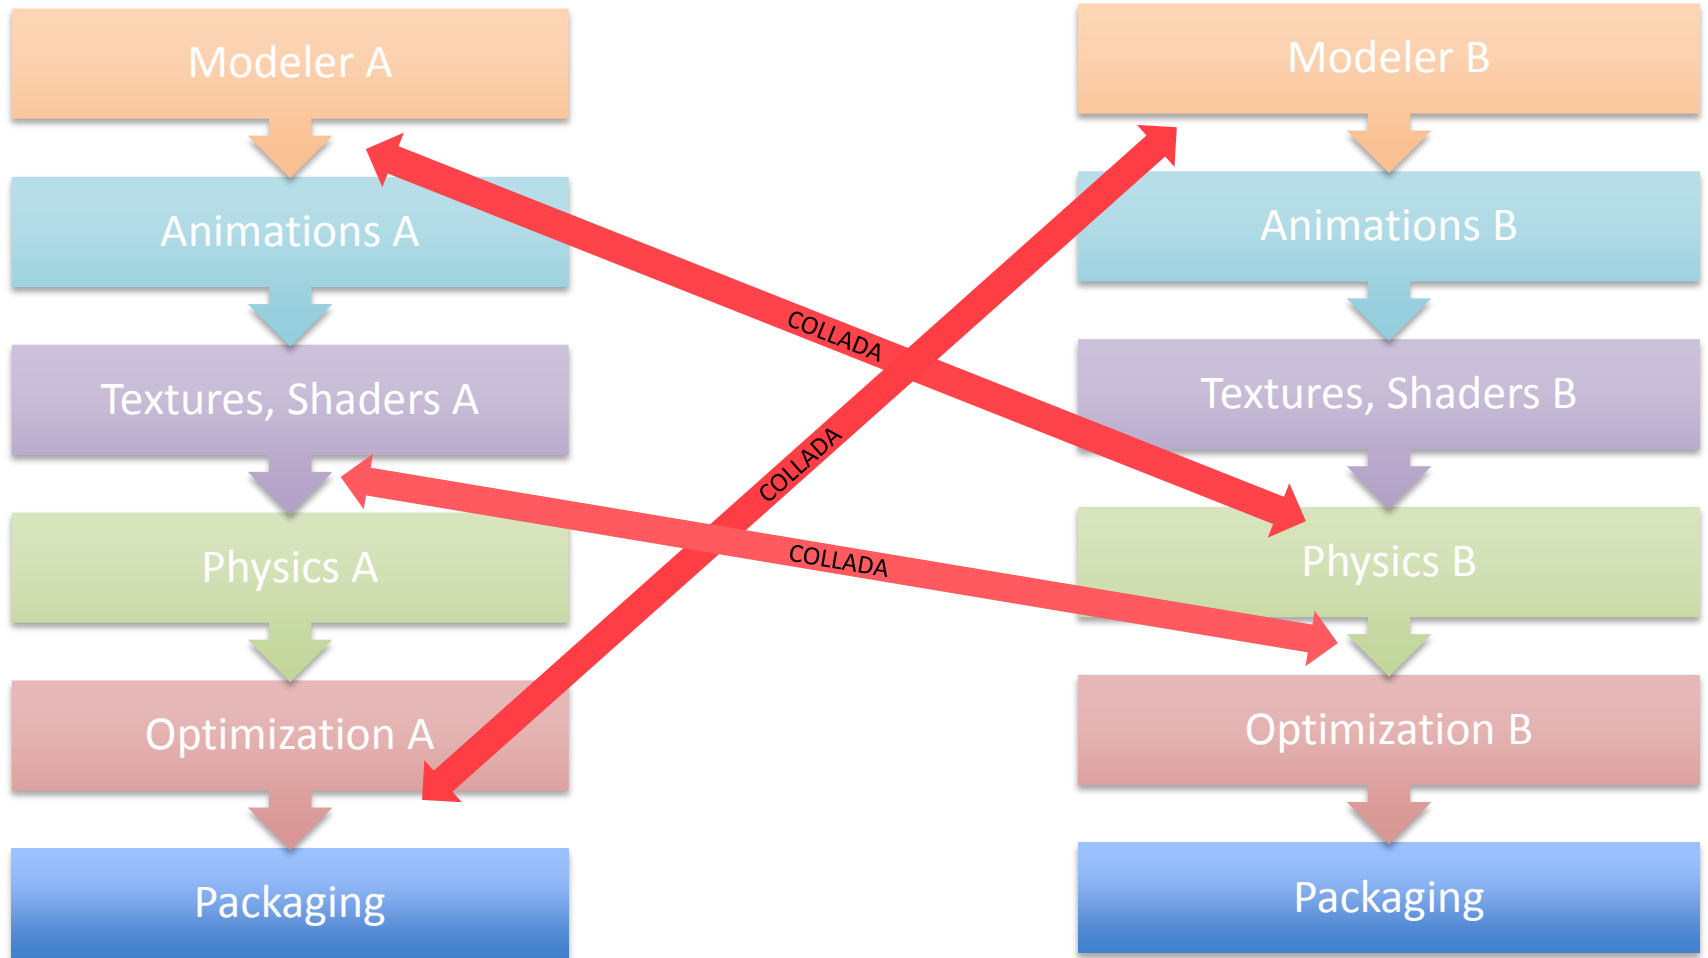 Modeler A
Animations A
Textures, Shaders A
Physics A
Optimization A
Packaging
COLLADA
COLLADA
COLLADA
Modeler B
Animations B
Textures, Shaders B
Physics B
Optimization B
Packaging